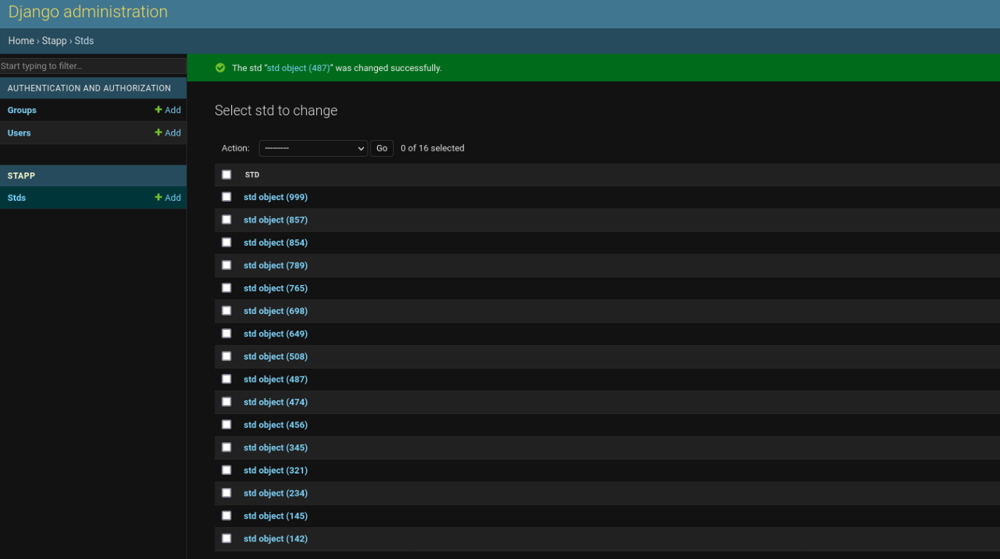 Django administration
Home › Stapp › Stds
Start typing to filter...
AUTHENTICATION AND AUTHORIZATION
Groups + Add
Users + Add
STAPP
Stds + Add
The std “std object (487)” was changed successfully.
Select std to change
Action: --------- Go 0 of 16 selected
STD
std object (999)
std object (857)
std object (854)
std object (789)
std object (765)
std object (698)
std object (649)
std object (508)
std object (487)
std object (474)
std object (456)
std object (345)
std object (321)
std object (234)
std object (145)
std object (142)